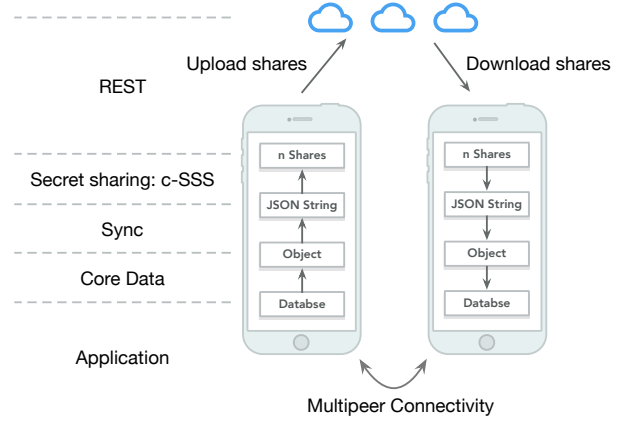 Upload shares
Download shares
REST
n Shares
n Shares
Secret sharing: c-SSS
JSON String
JSON String
Sync
Object
Object
Core Data
Databse
Databse
Application
Multipeer Connectivity